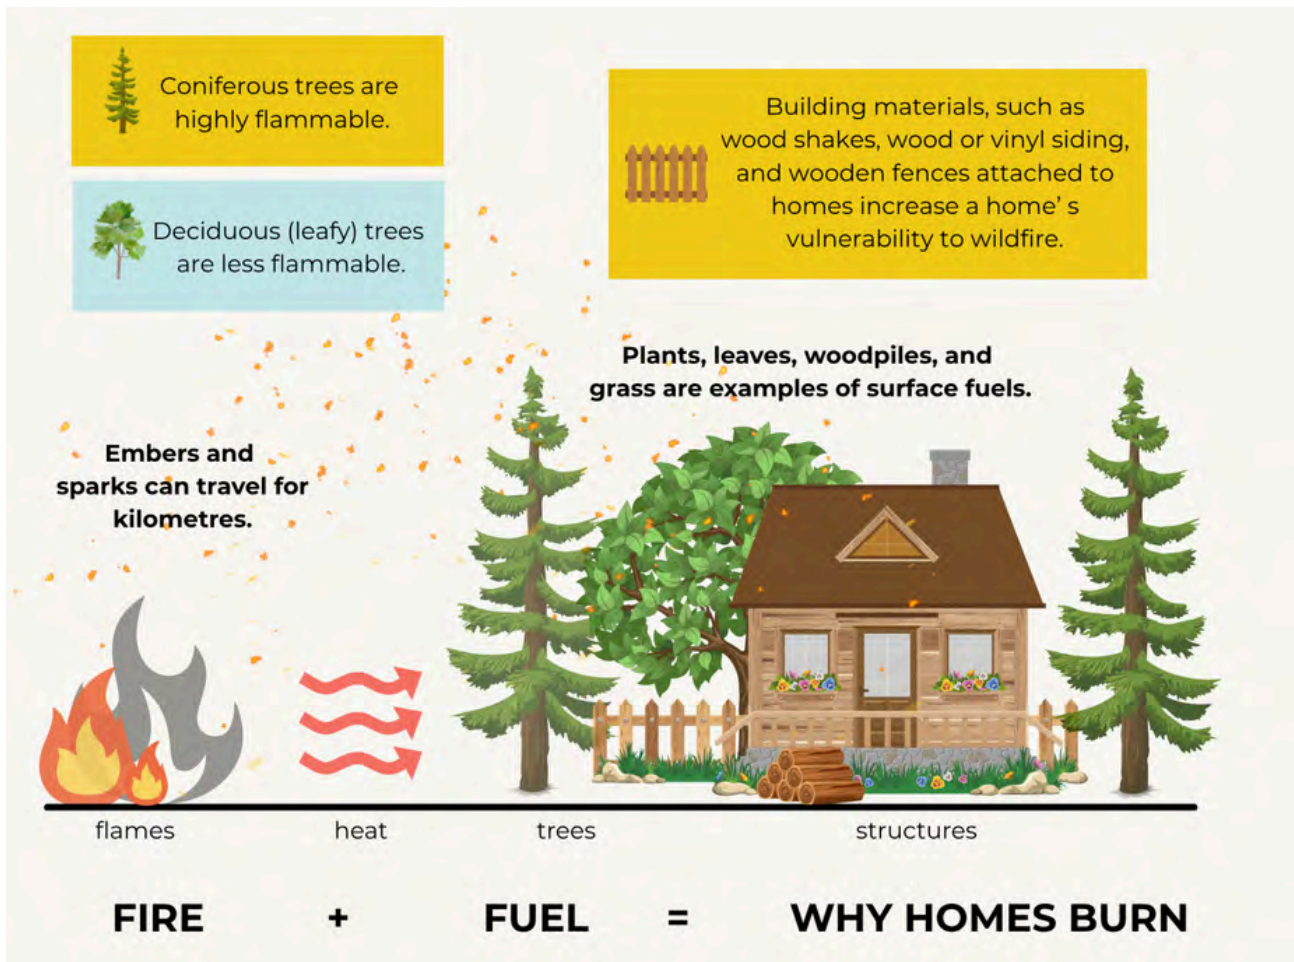 Coniferous trees are
highly flammable.
Deciduous (leafy) trees
are less flammable.
Building materials, such as
wood shakes, wood or vinyl siding,
and wooden fences attached to
homes increase a home' s
vulnerability to wildfire.
Plants, leaves, woodpiles, and
grass are examples of surface fuels.
Embers and
sparks can travel for
kilometres.
flames heat trees structures
FIRE + FUEL = WHY HOMES BURN